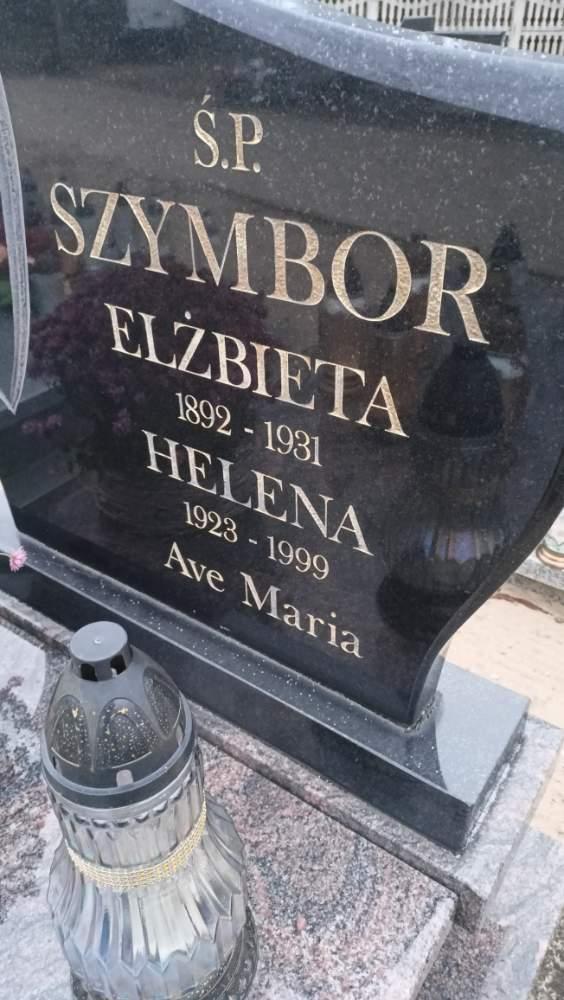 Ś.P.
SZYMBOR
ELŻBIETA
1892 - 1931
HELENA
1923 - 1999
Ave Maria